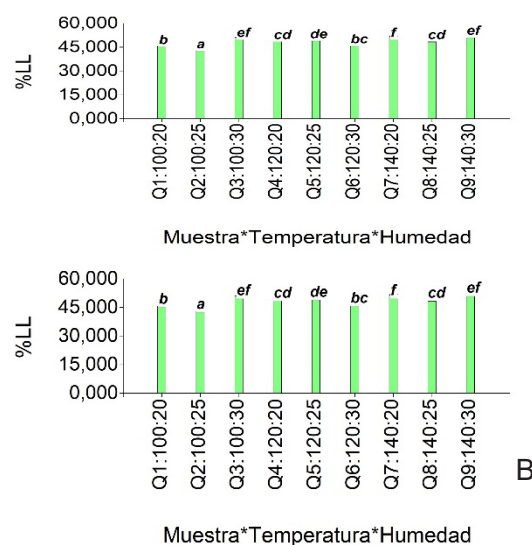 60,000
45,000
30,000
15,000
0,000
%LL
b a ef cd de bc f cd ef
Q1:100:20
Q2:100:25
Q3:100:30
Q4:120:20
Q5:120:25
Q6:120:30
Q7:140:20
Q8:140:25
Q9:140:30
Muestra*Temperatura*Humedad
60,000
45,000
30,000
15,000
0,000
%LL
b a ef cd de bc f cd ef
Q1:100:20
Q2:100:25
Q3:100:30
Q4:120:20
Q5:120:25
Q6:120:30
Q7:140:20
Q8:140:25
Q9:140:30
B
Muestra*Temperatura*Humedad